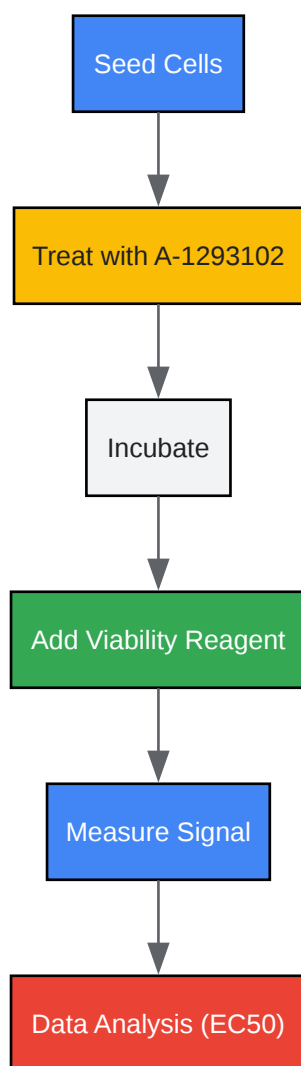 Seed Cells
Treat with A-1293102
Incubate
Add Viability Reagent
Measure Signal
Data Analysis (EC50)